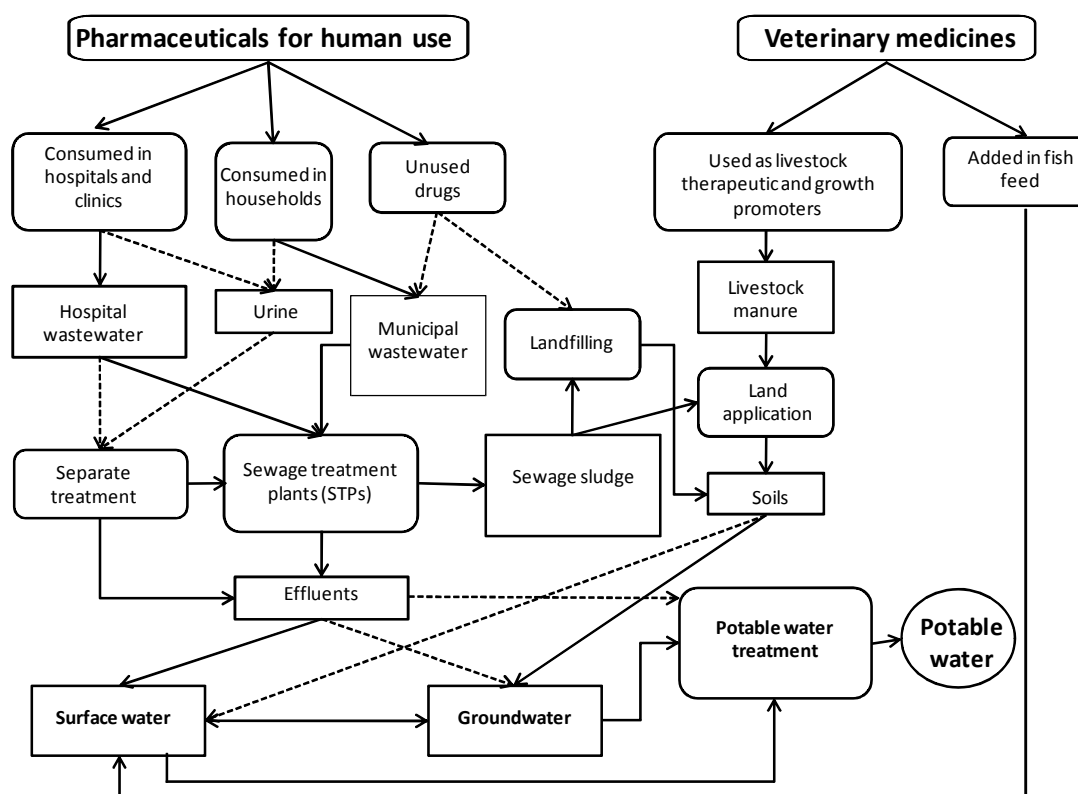 Pharmaceuticals for human use
Veterinary medicines
Consumed in
hospitals and
clinics
Consumed in
households
Unused
drugs
Used as livestock
therapeutic and growth
promoters
Added in fish
feed
Hospital
wastewater
Urine
Municipal
wastewater
Landfilling
Livestock
manure
Land
application
Separate
treatment
Sewage treatment
plants (STPs)
Sewage sludge
Soils
Effluents
Potable water
treatment
Potable
water
Surface water
Groundwater